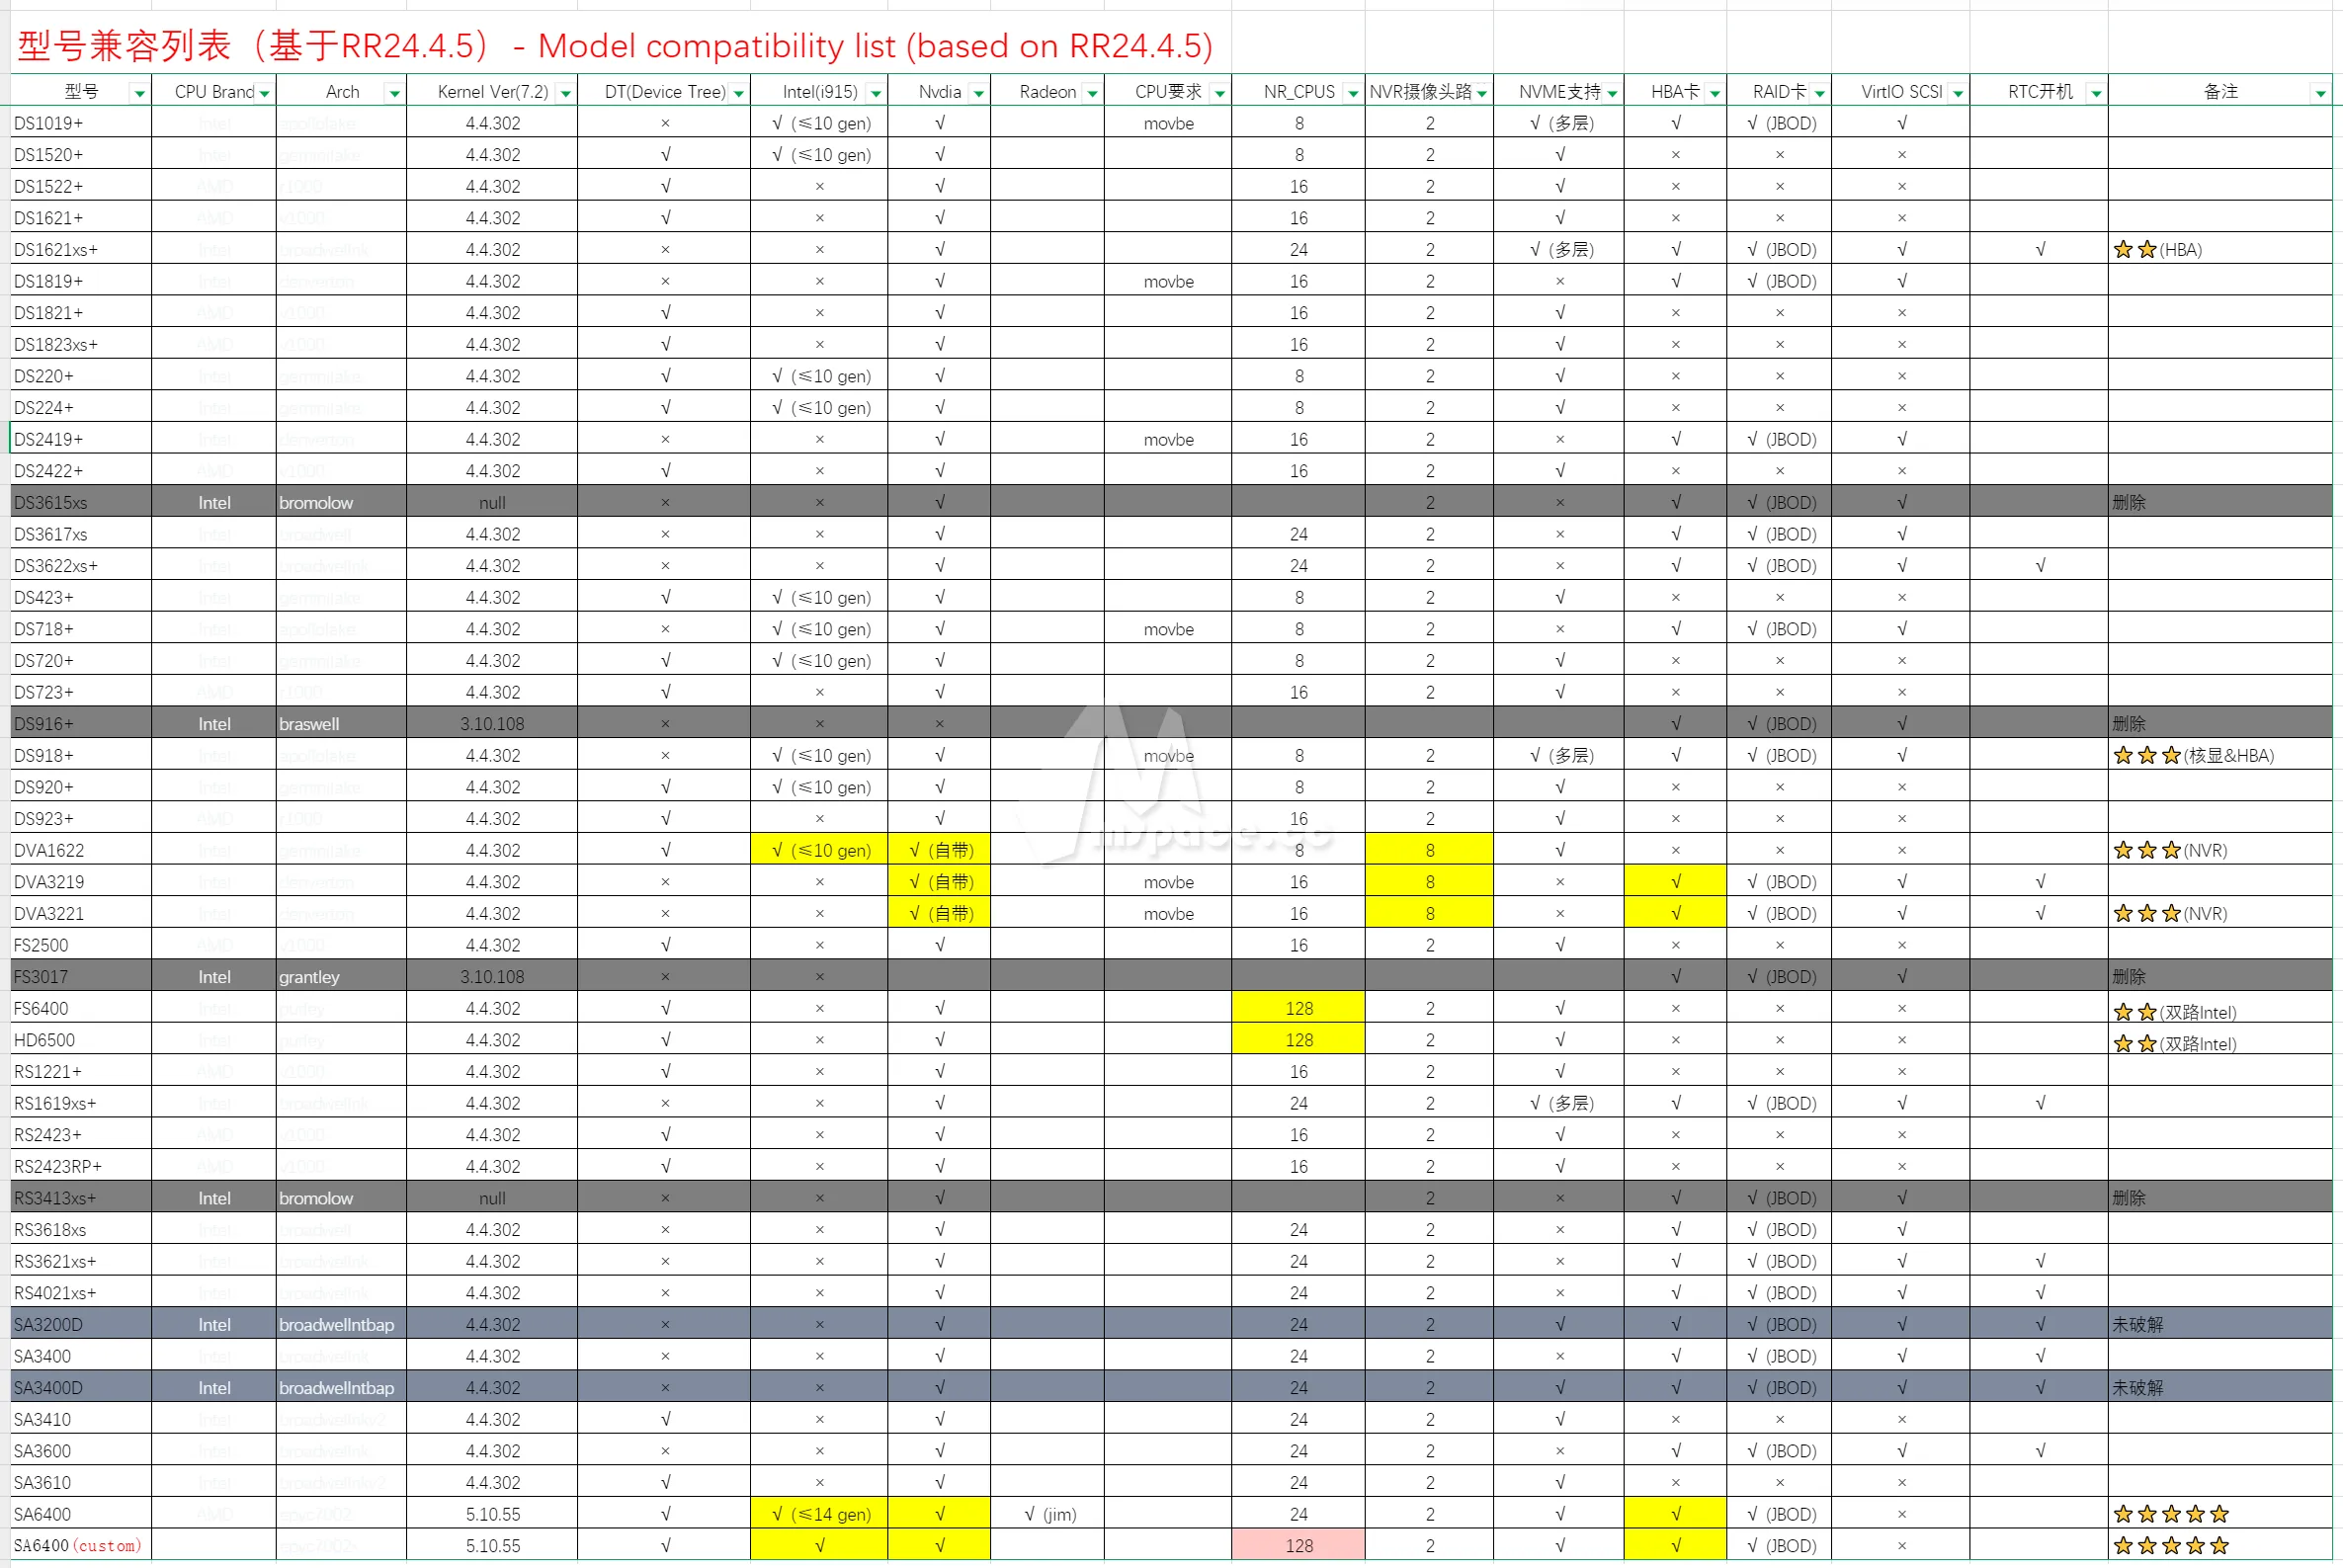 型号兼容列表（基于RR24.4.5）- Model compatibility list (based on RR24.4.5)
型号 CPU Brand Arch Kernel Ver(7.2) DT(Device Tree) Intel(i915) Nvdia Radeon CPU要求 NR_CPUS NVR摄像头路 NVME支持 HBA卡 RAID卡 VirtIO SCSI RTC开机 备注
DS1019+ Intel apollolake 4.4.302 × √ (≤10 gen) √ movbe 8 2 √ (多层) √ √ (JBOD) √
DS1520+ Intel geminilake 4.4.302 √ √ (≤10 gen) √ 8 2 √ × × ×
DS1522+ AMD r1000 4.4.302 √ × √ 16 2 √ × × ×
DS1621+ AMD v1000 4.4.302 √ × √ 16 2 √ × × ×
DS1621xs+ Intel broadwellnk 4.4.302 × × √ 24 2 √ (多层) √ √ (JBOD) √ √ ⭐⭐(HBA)
DS1819+ Intel denverton 4.4.302 × × √ movbe 16 2 × √ √ (JBOD) √
DS1821+ AMD v1000 4.4.302 √ × √ 16 2 √ × × ×
DS1823xs+ AMD v1000 4.4.302 √ × √ 16 2 √ × × ×
DS220+ Intel geminilake 4.4.302 √ √ (≤10 gen) √ 8 2 √ × × ×
DS224+ Intel geminilake 4.4.302 √ √ (≤10 gen) √ 8 2 √ × × ×
DS2419+ Intel denverton 4.4.302 × × √ movbe 16 2 × √ √ (JBOD) √
DS2422+ AMD v1000 4.4.302 √ × √ 16 2 √ × × ×
DS3615xs Intel bromolow null × × √ 2 × √ √ (JBOD) √ 删除
DS3617xs Intel broadwell 4.4.302 × × √ 24 2 × √ √ (JBOD) √
DS3622xs+ Intel broadwellnk 4.4.302 × × √ 24 2 × √ √ (JBOD) √ √
DS423+ Intel geminilake 4.4.302 √ √ (≤10 gen) √ 8 2 √ × × ×
DS718+ Intel apollolake 4.4.302 × √ (≤10 gen) √ movbe 8 2 × √ √ (JBOD) √
DS720+ Intel geminilake 4.4.302 √ √ (≤10 gen) √ 8 2 √ × × ×
DS723+ AMD r1000 4.4.302 √ × √ 16 2 √ × × ×
DS916+ Intel braswell 3.10.108 × × × √ √ (JBOD) √ 删除
DS918+ Intel apollolake 4.4.302 × √ (≤10 gen) √ movbe 8 2 √ (多层) √ √ (JBOD) √ ⭐⭐⭐(核显&HBA)
DS920+ Intel geminilake 4.4.302 √ √ (≤10 gen) √ 8 2 √ × × ×
DS923+ AMD r1000 4.4.302 √ × √ 16 2 √ × × ×
mspace.cc
DVA1622 Intel geminilake 4.4.302 √ √ (≤10 gen) √ (自带) 8 8 √ × × × ⭐⭐⭐(NVR)
DVA3219 Intel denverton 4.4.302 × × √ (自带) movbe 16 8 × √ √ (JBOD) √ √
DVA3221 Intel denverton 4.4.302 × × √ (自带) movbe 16 8 × √ √ (JBOD) √ √ ⭐⭐⭐(NVR)
FS2500 AMD v1000 4.4.302 √ × √ 16 2 √ × × ×
FS3017 Intel grantley 3.10.108 × × √ √ (JBOD) √ 删除
FS6400 Intel purley 4.4.302 √ × √ 128 2 √ × × × ⭐⭐(双路Intel)
HD6500 Intel purley 4.4.302 √ × √ 128 2 √ × × × ⭐⭐(双路Intel)
RS1221+ AMD v1000 4.4.302 √ × √ 16 2 √ × × ×
RS1619xs+ Intel broadwellnk 4.4.302 × × √ 24 2 √ (多层) √ √ (JBOD) √ √
RS2423+ AMD v1000 4.4.302 √ × √ 16 2 √ × × ×
RS2423RP+ AMD v1000 4.4.302 √ × √ 16 2 √ × × ×
RS3413xs+ Intel bromolow null × × √ 2 × √ √ (JBOD) √ 删除
RS3618xs Intel broadwell 4.4.302 × × √ 24 2 × √ √ (JBOD) √
RS3621xs+ Intel broadwellnk 4.4.302 × × √ 24 2 × √ √ (JBOD) √ √
RS4021xs+ Intel broadwellnk 4.4.302 × × √ 24 2 × √ √ (JBOD) √ √
SA3200D Intel broadwellntbap 4.4.302 × × √ 24 2 √ √ √ (JBOD) √ √ 未破解
SA3400 Intel broadwellnk 4.4.302 × × √ 24 2 × √ √ (JBOD) √ √
SA3400D Intel broadwellntbap 4.4.302 × × √ 24 2 √ √ √ (JBOD) √ √ 未破解
SA3410 Intel broadwellnkv2 4.4.302 √ × √ 24 2 √ × × ×
SA3600 Intel broadwellnk 4.4.302 × × √ 24 2 × √ √ (JBOD) √ √
SA3610 Intel broadwellnkv2 4.4.302 √ × √ 24 2 √ × × ×
SA6400 AMD epyc7002 5.10.55 √ √ (≤14 gen) √ √ (jim) 24 2 √ √ √ (JBOD) × ⭐⭐⭐⭐⭐
SA6400(custom) epyc7002 5.10.55 √ √ √ 128 2 √ √ √ (JBOD) × ⭐⭐⭐⭐⭐